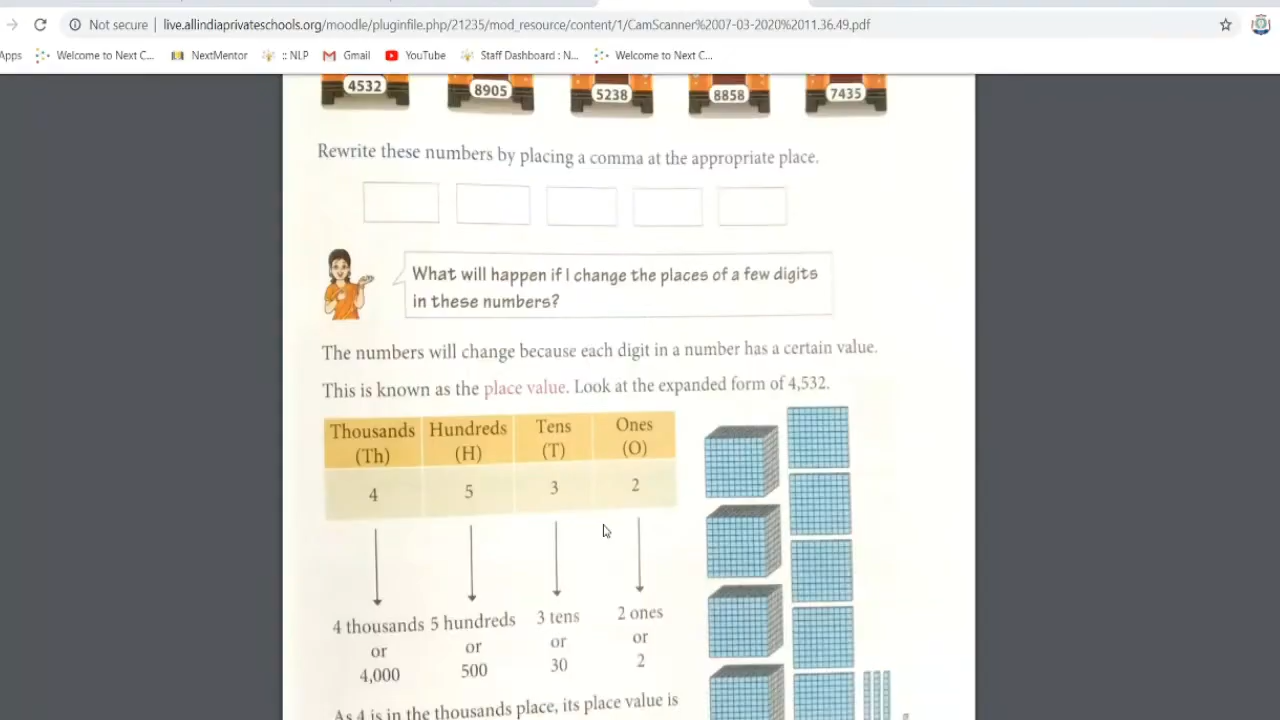 Not secure | live.allindiaprivateschools.org/moodle/pluginfile.php/21235/mod_resource/content/1/CamScanner%2007-03-2020%2011.36.49.pdf
Apps Welcome to Next C... NextMentor :: NLP Gmail YouTube Staff Dashboard : N... Welcome to Next C...
4532 8905 5238 8858 7435
Rewrite these numbers by placing a comma at the appropriate place.
What will happen if I change the places of a few digits
in these numbers?
The numbers will change because each digit in a number has a certain value.
This is known as the place value. Look at the expanded form of 4,532.
Thousands Hundreds Tens Ones
(Th) (H) (T) (O)
4 5 3 2
4 thousands 5 hundreds 3 tens 2 ones
or or or or
4,000 500 30 2
As 4 is in the thousands place, its place value is